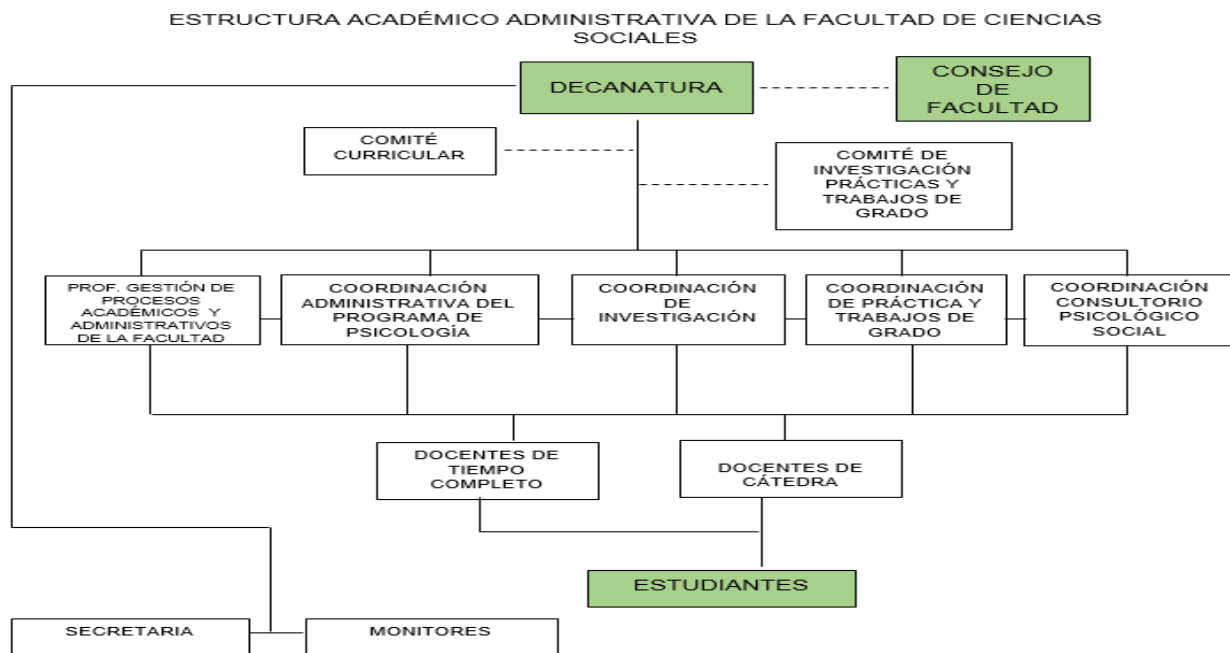 ESTRUCTURA ACADÉMICO ADMINISTRATIVA DE LA FACULTAD DE CIENCIAS
SOCIALES
DECANATURA
CONSEJO
DE
FACULTAD
COMITÉ
CURRICULAR
COMITÉ DE
INVESTIGACIÓN
PRÁCTICAS Y
TRABAJOS DE
GRADO
PROF. GESTIÓN DE
PROCESOS
ACADÉMICOS Y
ADMINISTRATIVOS
DE LA FACULTAD
COORDINACIÓN
ADMINISTRATIVA DEL
PROGRAMA DE
PSICOLOGÍA
COORDINACIÓN
DE
INVESTIGACIÓN
COORDINACIÓN
DE PRÁCTICA Y
TRABAJOS DE
GRADO
COORDINACIÓN
CONSULTORIO
PSICOLÓGICO
SOCIAL
DOCENTES DE
TIEMPO
COMPLETO
DOCENTES DE
CÁTEDRA
ESTUDIANTES
SECRETARIA
MONITORES